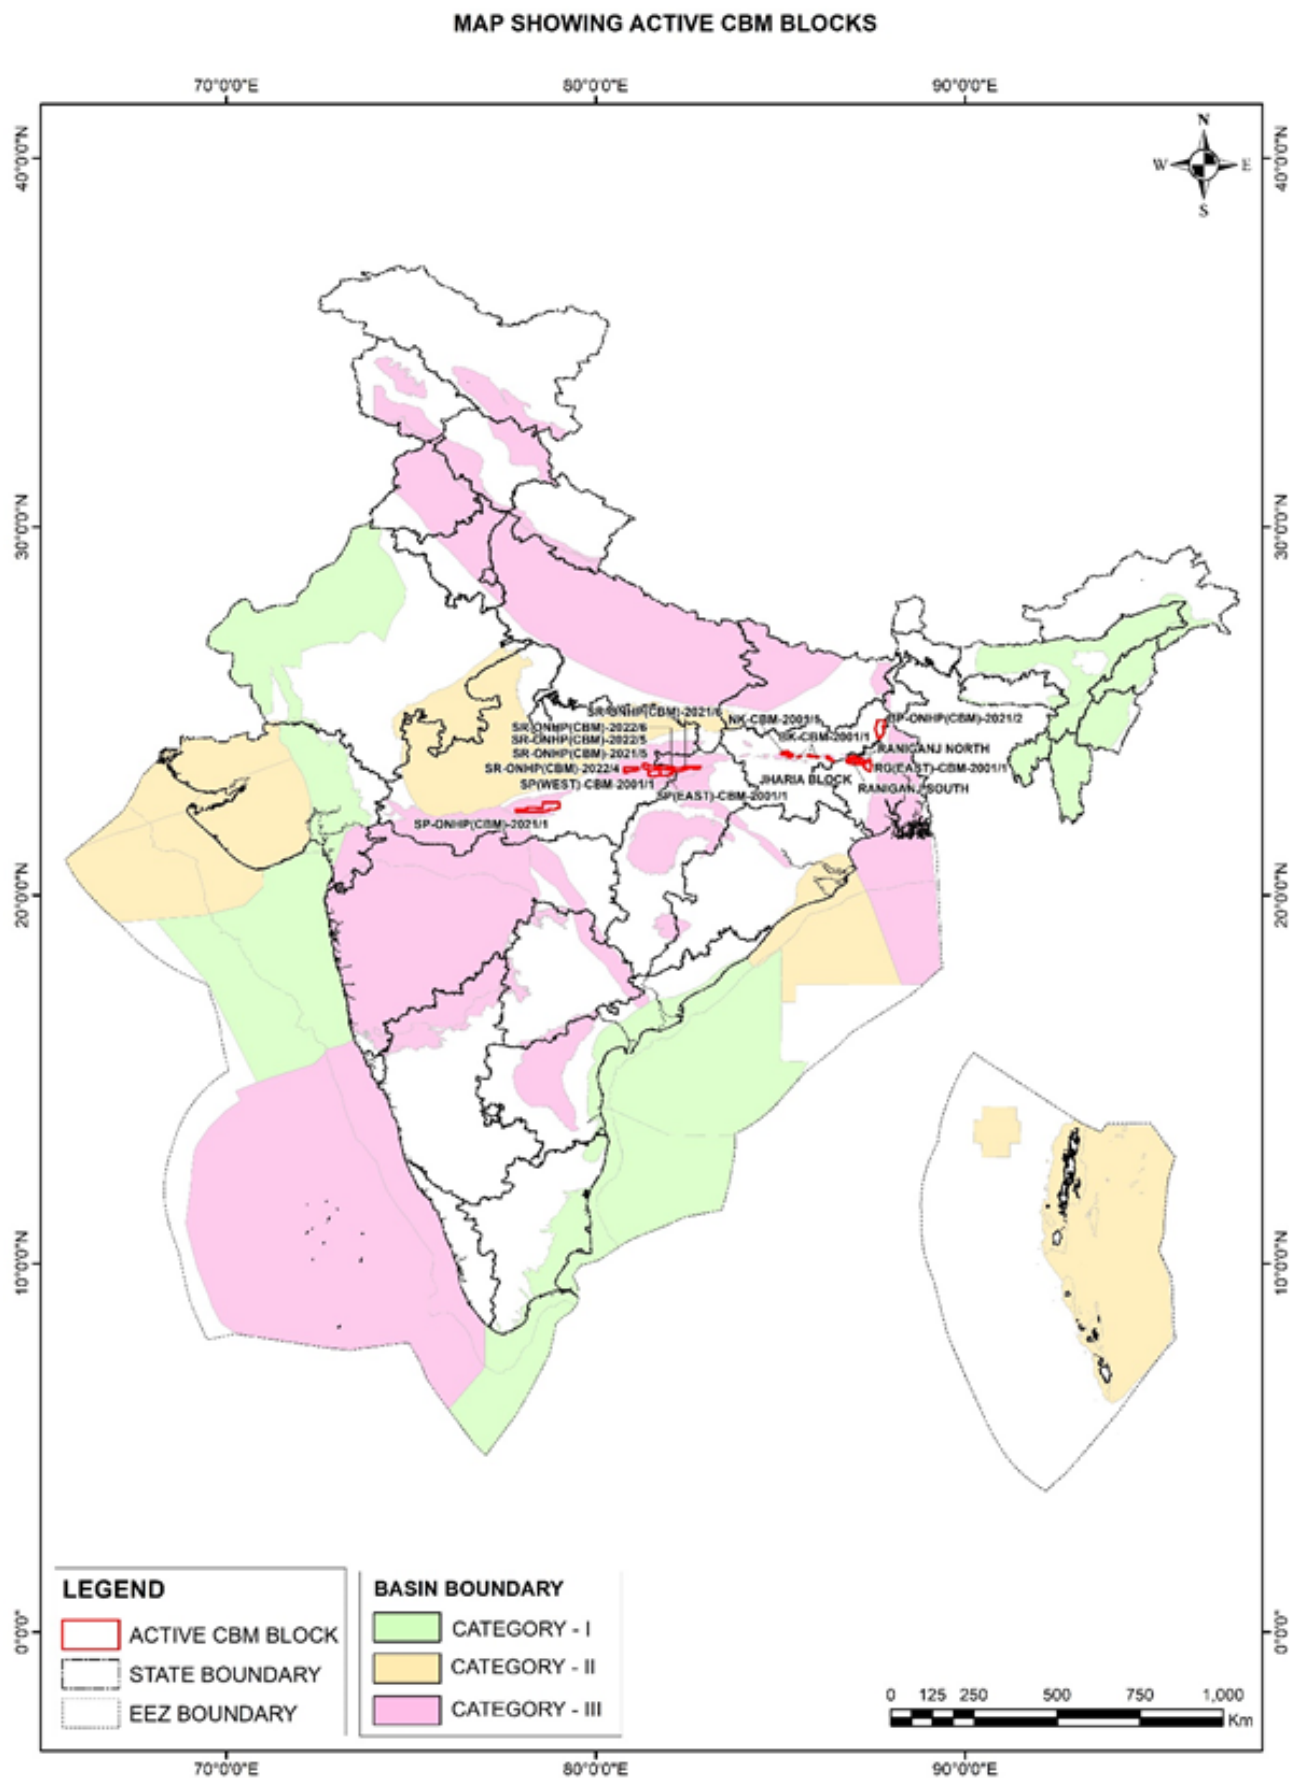 MAP SHOWING ACTIVE CBM BLOCKS
70°0'0"E 80°0'0"E 90°0'0"E
N
W E
S
40°0'0"N 40°0'0"N
30°0'0"N 30°0'0"N
SR-ONHP(CBM)-2021/6
NK-CBM-2001/1
BP-ONHP(CBM)-2021/2
SR-ONHP(CBM)-2022/6
SR-ONHP(CBM)-2022/5
BK-CBM-2001/1
RANIGANJ NORTH
SR-ONHP(CBM)-2021/5
SR-ONHP(CBM)-2022/4
RG(EAST)-CBM-2001/1
JHARIA BLOCK
SP(WEST)-CBM-2001/1
RANIGANJ SOUTH
SP(EAST)-CBM-2001/1
SP-ONHP(CBM)-2021/1
20°0'0"N 20°0'0"N
10°0'0"N 10°0'0"N
LEGEND
ACTIVE CBM BLOCK
STATE BOUNDARY
EEZ BOUNDARY
BASIN BOUNDARY
CATEGORY - I
CATEGORY - II
CATEGORY - III
0°0'0" 0°0'0"
0 125 250 500 750 1,000
Km
70°0'0"E 80°0'0"E 90°0'0"E